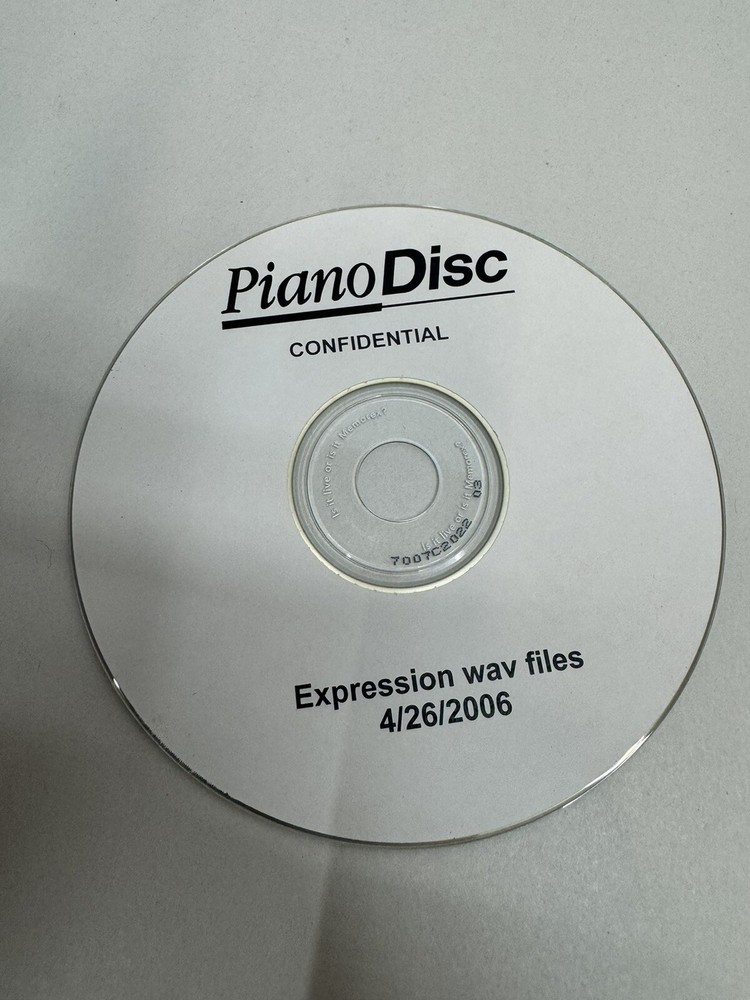 PianoDisc
CONFIDENTIAL
Is it live or is it Memorex?
Is it live or is it Memorex?
7007C2022 03
Expression wav files
4/26/2006